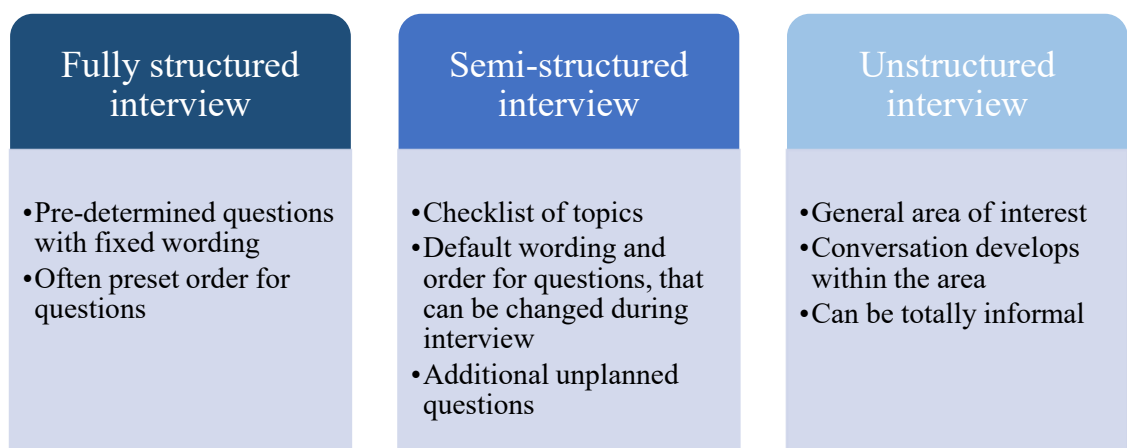 Fully structured
interview
•Pre-determined questions
with fixed wording
•Often preset order for
questions
Semi-structured
interview
•Checklist of topics
•Default wording and
order for questions, that
can be changed during
interview
•Additional unplanned
questions
Unstructured
interview
•General area of interest
•Conversation develops
within the area
•Can be totally informal